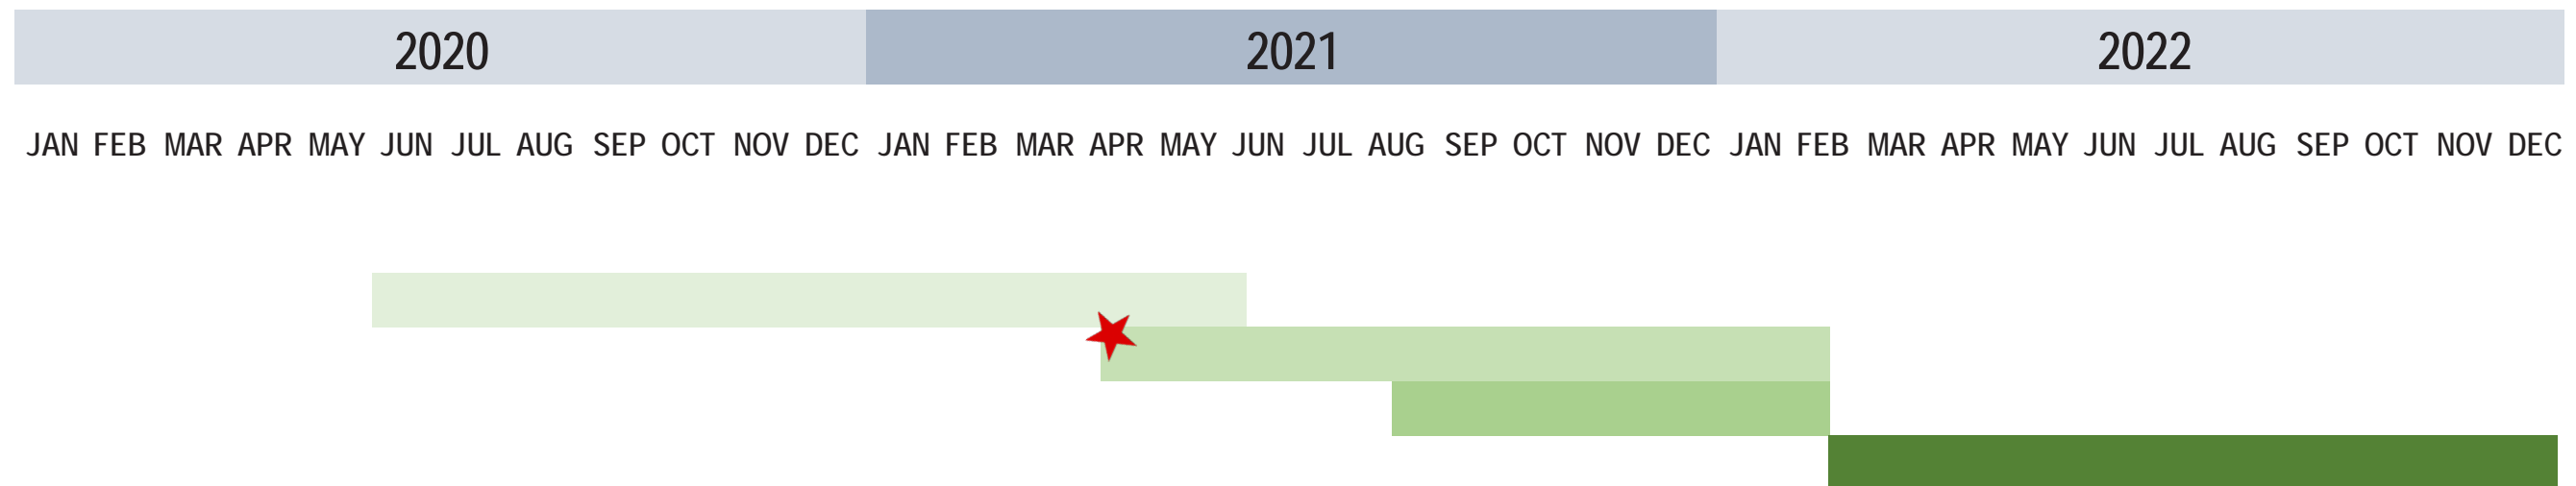 2020 2021 2022
JAN FEB MAR APR MAY JUN JUL AUG SEP OCT NOV DEC JAN FEB MAR APR MAY JUN JUL AUG SEP OCT NOV DEC JAN FEB MAR APR MAY JUN JUL AUG SEP OCT NOV DEC